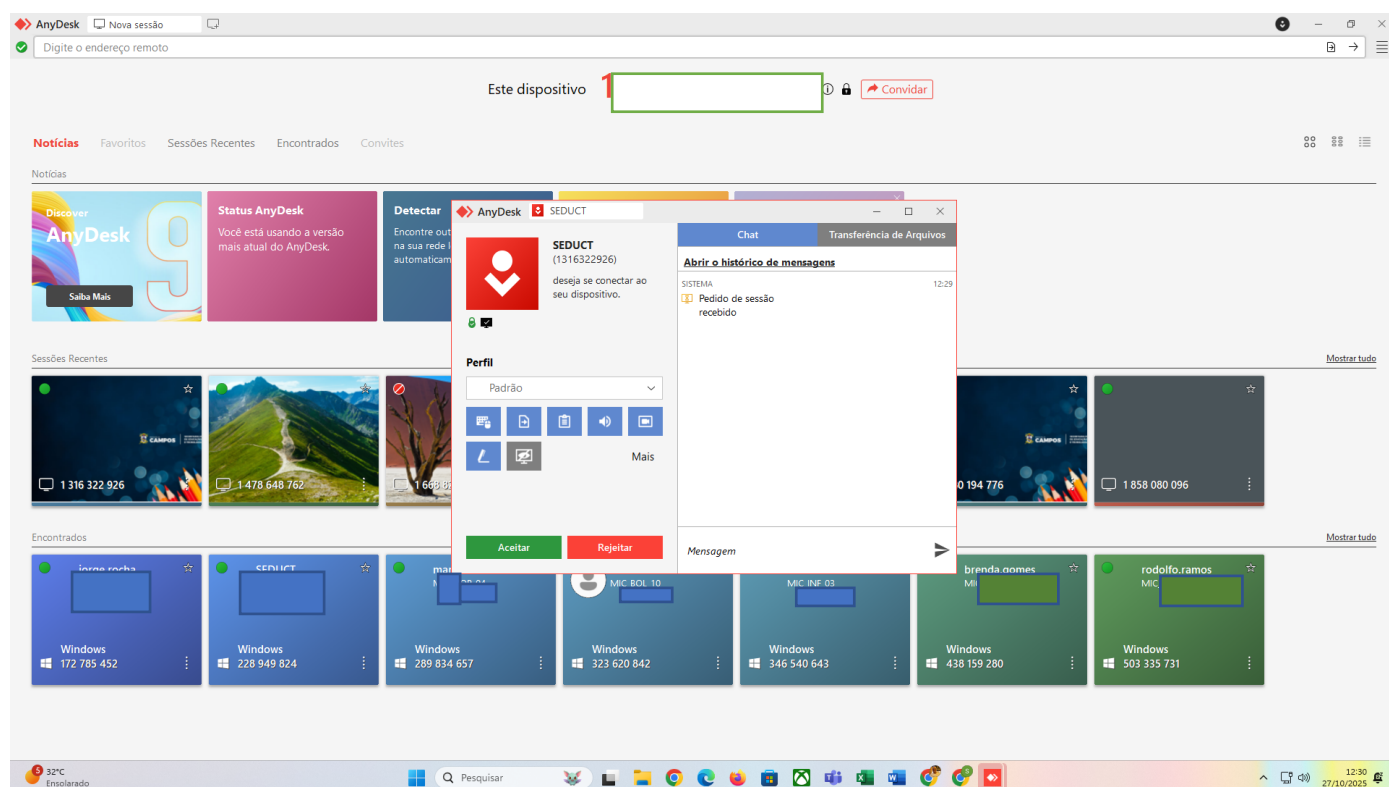 AnyDesk
Nova sessão
Digite o endereço remoto
Este dispositivo 1
Convidar
Notícias Favoritos Sessões Recentes Encontrados Convites
Notícias
Discover
AnyDesk
9
Saiba Mais
Status AnyDesk
Você está usando a versão
mais atual do AnyDesk.
Detectar
Encontre out
na sua rede l
automaticam
AnyDesk SEDUCT
SEDUCT
(1316322926)
deseja se conectar ao
seu dispositivo.
Perfil
Padrão
Mais
Aceitar Rejeitar
Chat Transferência de Arquivos
Abrir o histórico de mensagens
SISTEMA 12:29
Pedido de sessão
recebido
Mensagem
Sessões Recentes Mostrar tudo
CAMPOS
1 316 322 926
1 478 648 762
CAMPOS
0 194 776
1 858 080 096
Encontrados Mostrar tudo
jorge rocha
Windows
172 785 452
SEDUCT
Windows
228 949 824
mar
Windows
289 834 657
MIC BOL 10
Windows
323 620 842
MIC INF 03
Windows
346 540 643
brenda gomes
Windows
438 159 280
rodolfo.ramos
MIC
Windows
503 335 731
5
32°C
Ensolarado
Pesquisar
12:30
27/10/2025